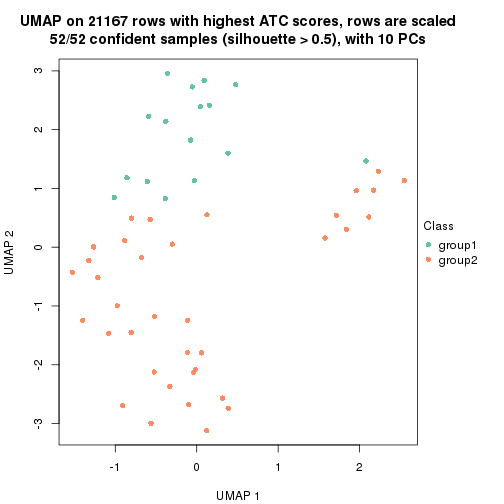 UMAP on 21167 rows with highest ATC scores, rows are scaled
52/52 confident samples (silhouette > 0.5), with 10 PCs
3
2
1
0
-1
-2
-3
UMAP 2
-1
0
1
2
UMAP 1
Class
group1
group2